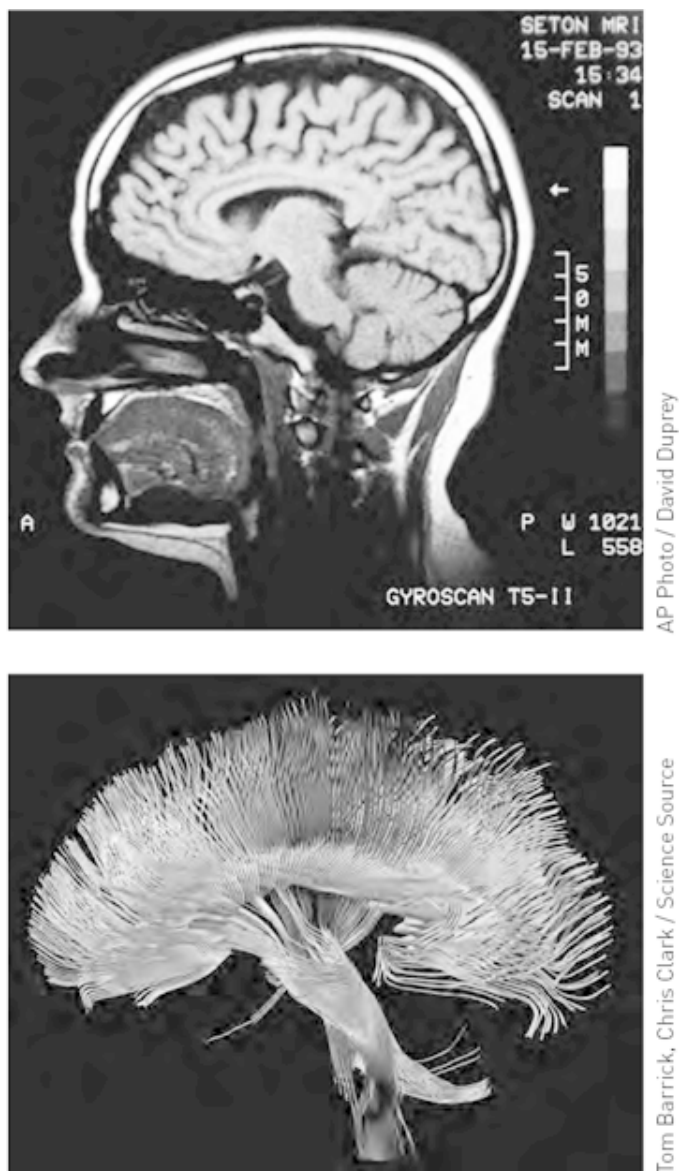 SETON MRI
15-FEB-93
15:34
SCAN 1
5
0
M
M
A
P W 1021
L 558
GYROSCAN T5-II
AP Photo / David Duprey
Tom Barrick, Chris Clark / Science Source